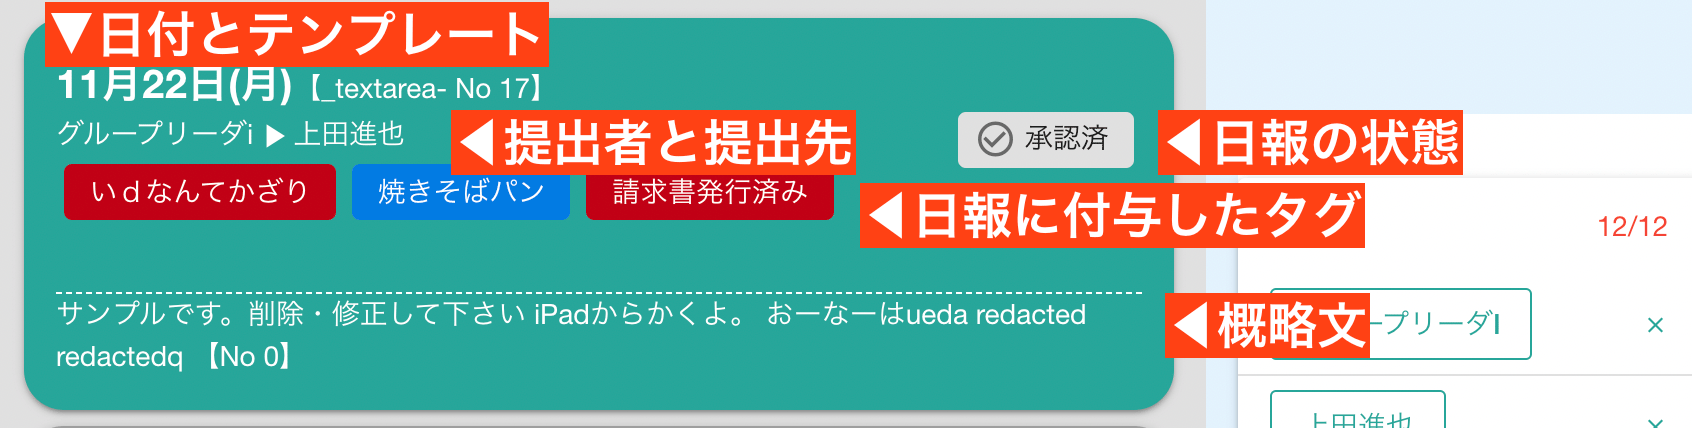 ▼日付とテンプレート
11月22日(月)【_textarea- No 17】
グループリーダi ▶ 上田進也
◀提出者と提出先
承認済
◀日報の状態
いｄなんてかざり
焼きそばパン
請求書発行済み
◀日報に付与したタグ
12/12
サンプルです。削除・修正して下さい iPadからかくよ。 おーなーはueda redacted
redactedq 【No 0】
◀概略文
ープリーダI
×
上田進也
×